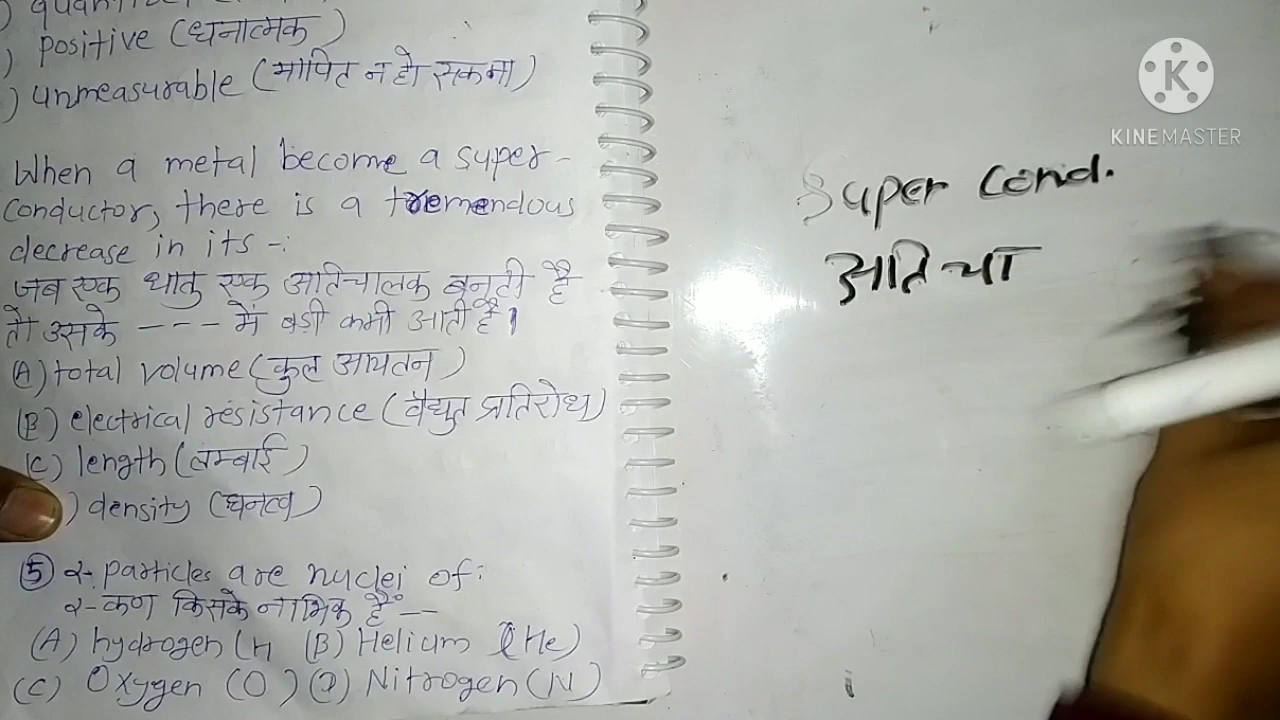 ) positive (धनात्मक)
) unmeasurable (मापित न हो सकना)
When a metal become a super-
conductor, there is a tremendous
decrease in its -:
जब एक धातु एक अतिचालक बनती है
तो उसके ---- में बड़ी कमी आती है।
(A) total volume (कुल आयतन)
(B) electrical resistance (वैद्युत प्रतिरोध)
(C) length (लम्बाई)
) density (घनत्व)
⑤ α- particles are nuclei of:
α-कण किसके नाभिक हैं --
(A) hydrogen (H (B) Helium (He)
(C) Oxygen (O) (D) Nitrogen (N)
Super Cond.
अतिचा
K
KINEMASTER